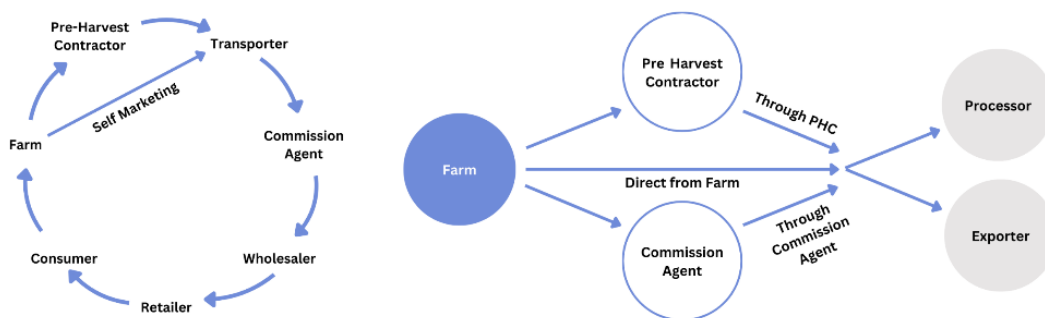 Pre-Harvest
Contractor
Transporter
Self Marketing
Farm
Commission
Agent
Consumer
Wholesaler
Retailer
Pre Harvest
Contractor
Through PHC
Processor
Farm
Direct from Farm
Through
Commission
Agent
Commission
Agent
Exporter